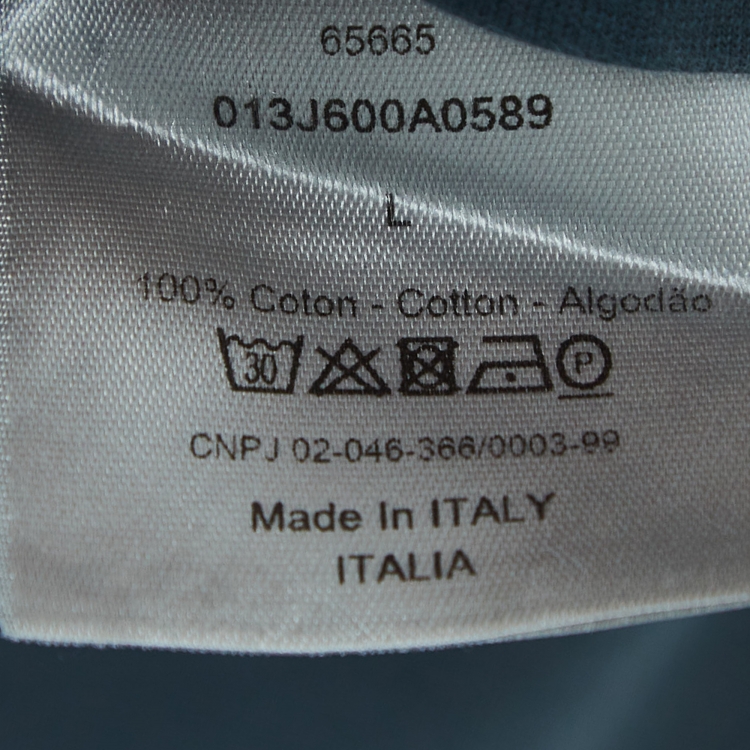 65665
013J600A0589
L
100% Coton - Cotton - Algodão
30 P
CNPJ 02-046-366/0003-99
Made In ITALY
ITALIA